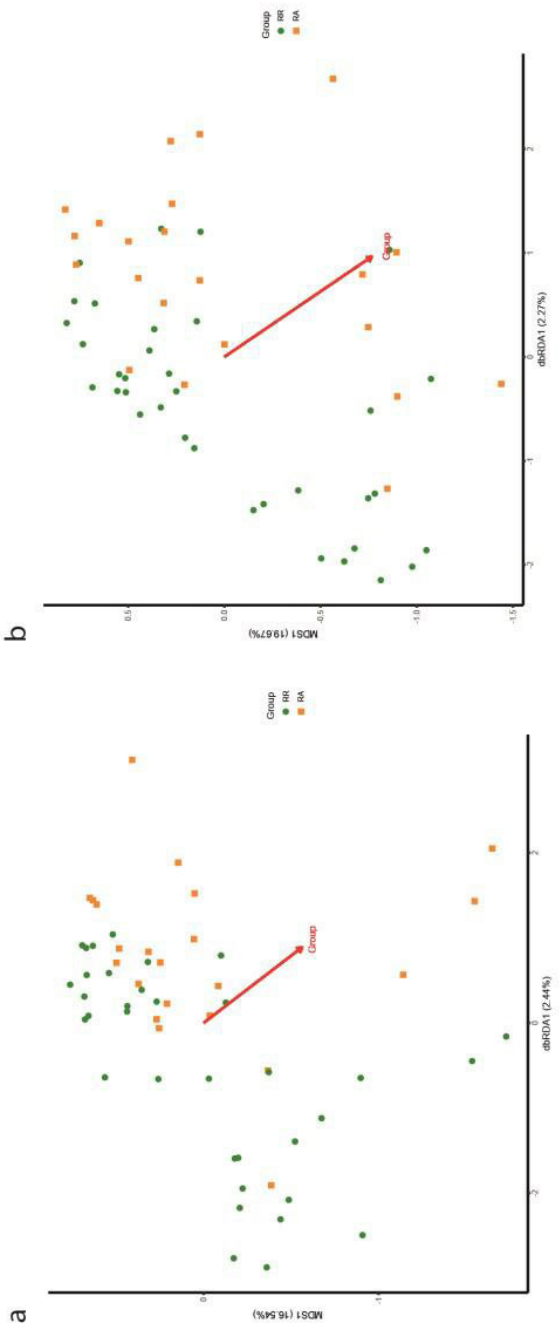 a
MDS1 (16.54%)
0
-1
-2
0
2
dbRDA1 (2.44%)
Group
Group
RR
RA
b
MDS1 (19.67%)
0.5
0.0
-0.5
-1.0
-1.5
-2
-1
0
1
2
dbRDA1 (2.27%)
Group
Group
RR
RA